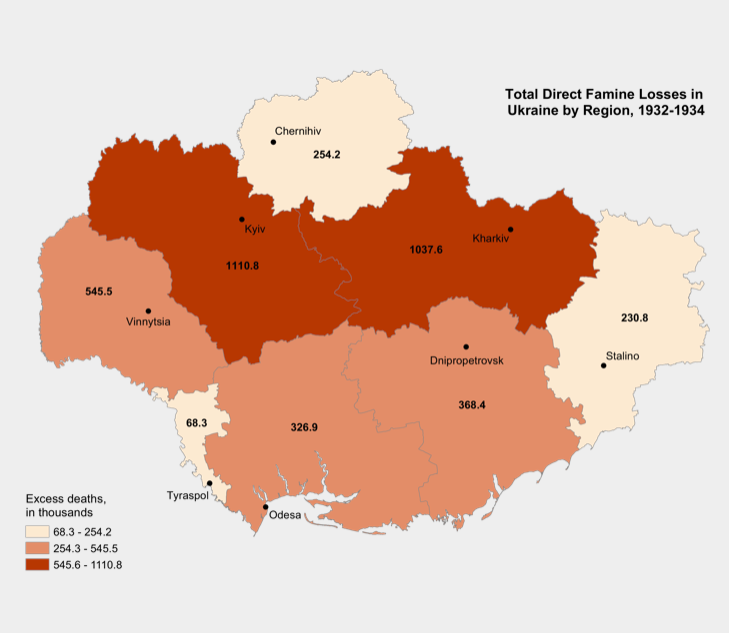 Total Direct Famine Losses in
Ukraine by Region, 1932-1934
Chernihiv
254.2
Kyiv
1110.8
Kharkiv
1037.6
545.5
Vinnytsia
230.8
Stalino
Dnipropetrovsk
368.4
68.3
326.9
Tyraspol
Odesa
Excess deaths,
in thousands
68.3 - 254.2
254.3 - 545.5
545.6 - 1110.8